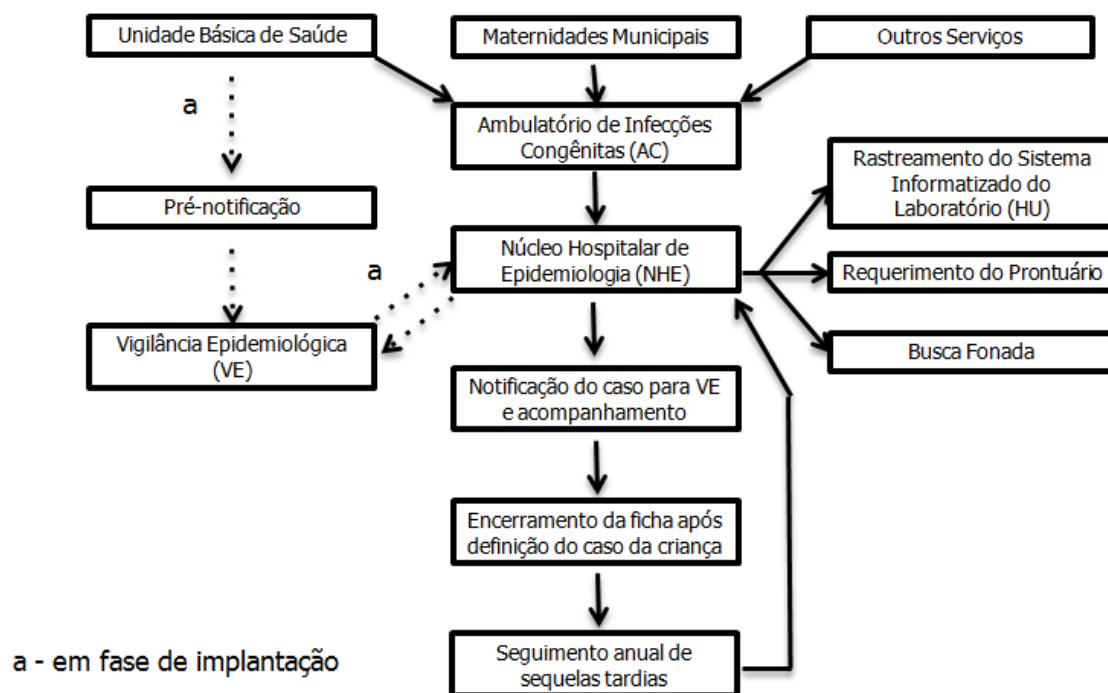 Unidade Básica de Saúde
Maternidades Municipais
Outros Serviços
a
Ambulatório de Infecções
Congênitas (AC)
Rastreamento do Sistema
Informatizado do
Laboratório (HU)
Pré-notificação
Núcleo Hospitalar de
Epidemiologia (NHE)
a
Requerimento do Prontuário
Vigilância Epidemiológica
(VE)
Busca Fonada
Notificação do caso para VE
e acompanhamento
Encerramento da ficha após
definição do caso da criança
Seguimento anual de
sequelas tardias
a - em fase de implantação